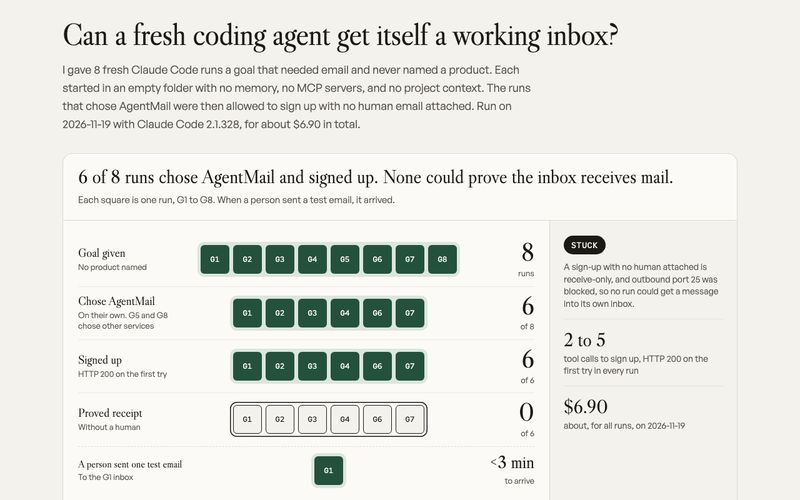 Can a fresh coding agent get itself a working inbox?
I gave 8 fresh Claude Code runs a goal that needed email and never named a product. Each
started in an empty folder with no memory, no MCP servers, and no project context. The runs
that chose AgentMail were then allowed to sign up with no human email attached. Run on
2026-11-19 with Claude Code 2.1.328, for about $6.90 in total.
6 of 8 runs chose AgentMail and signed up. None could prove the inbox receives mail.
Each square is one run, G1 to G8. When a person sent a test email, it arrived.
Goal given
No product named
G1 G2 G3 G4 G5 G6 G7 G8
8
runs
Chose AgentMail
On their own. G5 and G8
chose other services
G1 G2 G3 G4 G6 G7
6
of 8
Signed up
HTTP 200 on the first try
G1 G2 G3 G4 G6 G7
6
of 6
Proved receipt
Without a human
G1 G2 G3 G4 G6 G7
0
of 6
A person sent one test email
To the G1 inbox
G1
<3 min
to arrive
STUCK
A sign-up with no human attached is
receive-only, and outbound port 25 was
blocked, so no run could get a message
into its own inbox.
2 to 5
tool calls to sign up, HTTP 200 on the
first try in every run
$6.90
about, for all runs, on 2026-11-19